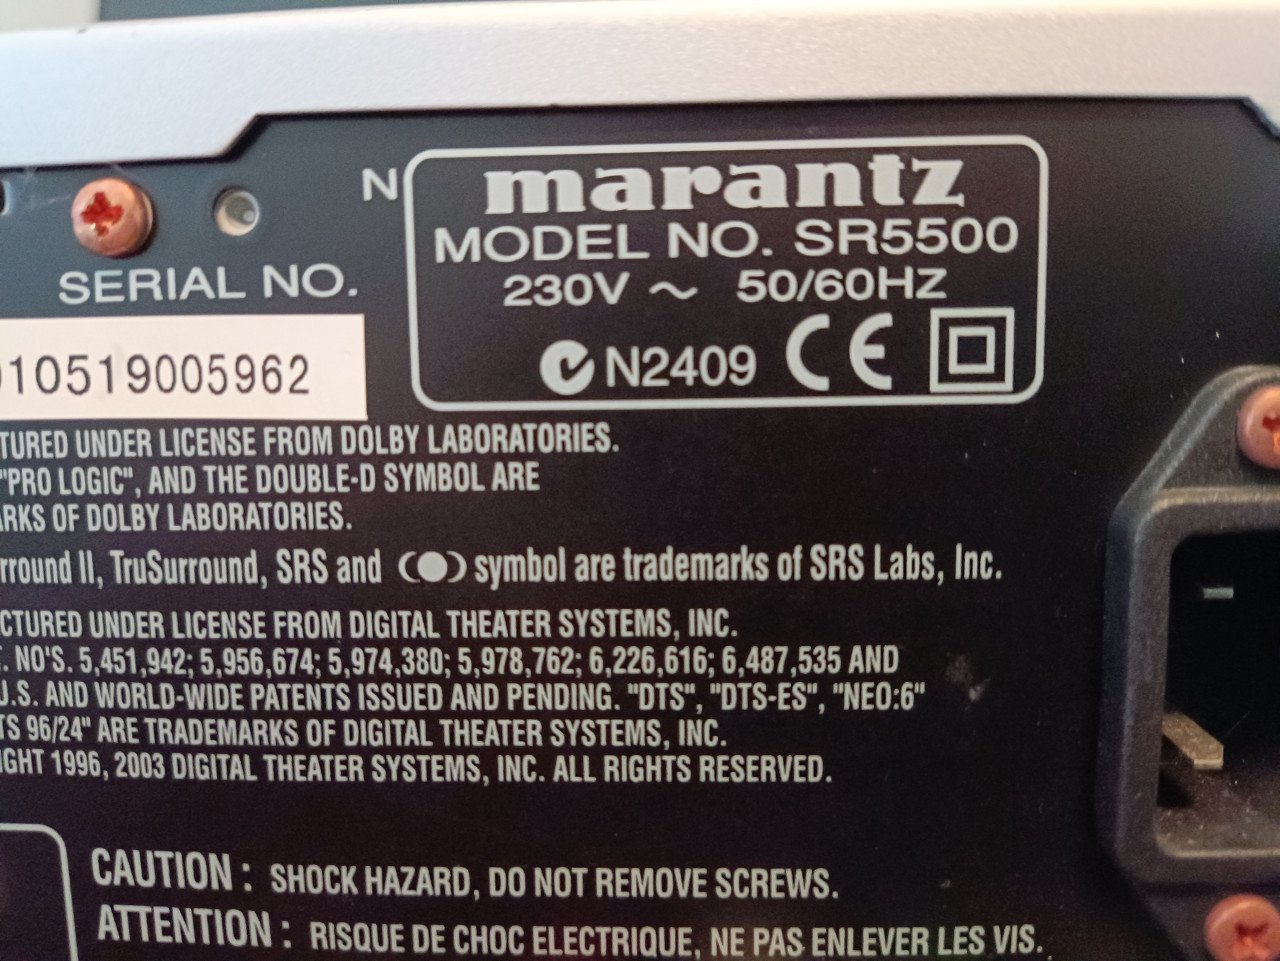 N
marantz
MODEL NO. SR5500
230V ~ 50/60HZ
N2409 CE
SERIAL NO.
10519005962
TURED UNDER LICENSE FROM DOLBY LABORATORIES.
"PRO LOGIC", AND THE DOUBLE-D SYMBOL ARE
RKS OF DOLBY LABORATORIES.
rround II, TruSurround, SRS and symbol are trademarks of SRS Labs, Inc.
CTURED UNDER LICENSE FROM DIGITAL THEATER SYSTEMS, INC.
. NO'S. 5,451,942; 5,956,674; 5,974,380; 5,978,762; 6,226,616; 6,487,535 AND
U.S. AND WORLD-WIDE PATENTS ISSUED AND PENDING. "DTS", "DTS-ES", "NEO:6"
TS 96/24" ARE TRADEMARKS OF DIGITAL THEATER SYSTEMS, INC.
IGHT 1996, 2003 DIGITAL THEATER SYSTEMS, INC. ALL RIGHTS RESERVED.
CAUTION : SHOCK HAZARD, DO NOT REMOVE SCREWS.
ATTENTION : RISQUE DE CHOC ELECTRIQUE, NE PAS ENLEVER LES VIS.